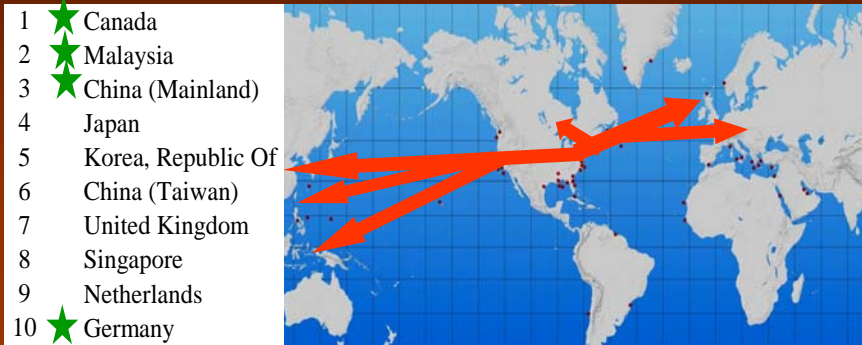 1 Canada
2 Malaysia
3 China (Mainland)
4 Japan
5 Korea, Republic Of
6 China (Taiwan)
7 United Kingdom
8 Singapore
9 Netherlands
10 Germany